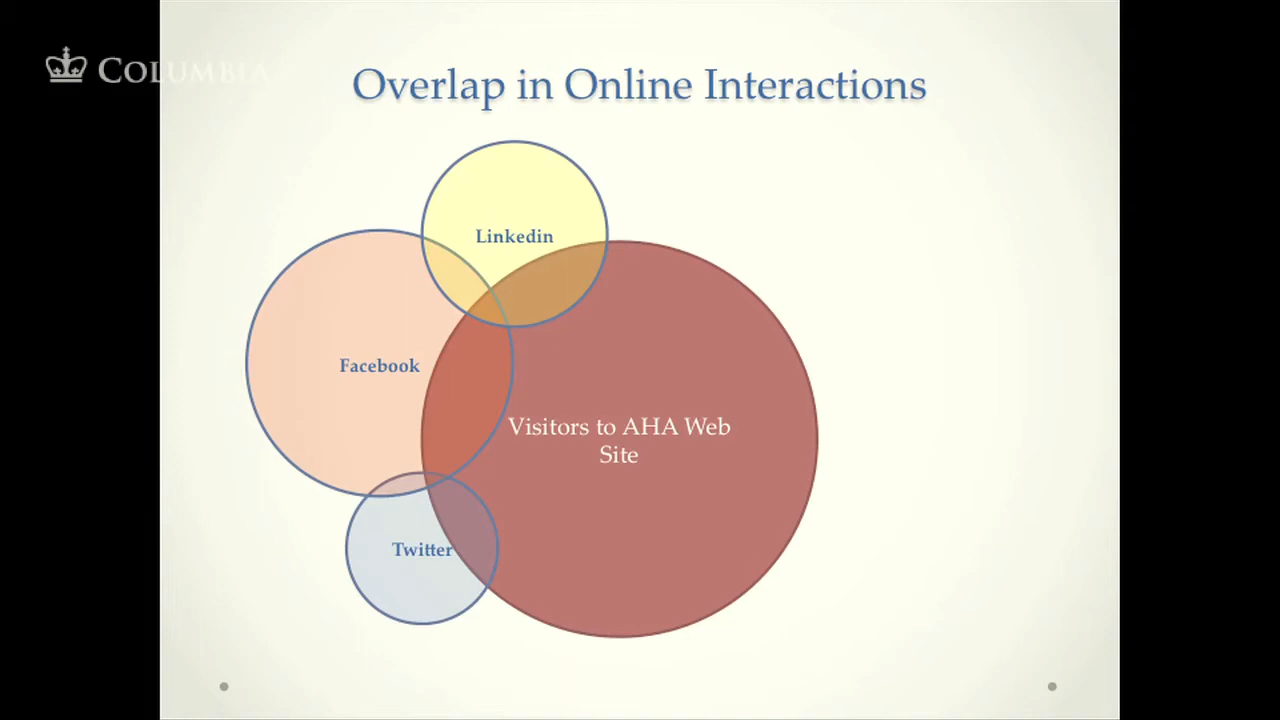 COLUMBIA
Overlap in Online Interactions
Linkedin
Facebook
Visitors to AHA Web
Site
Twitter